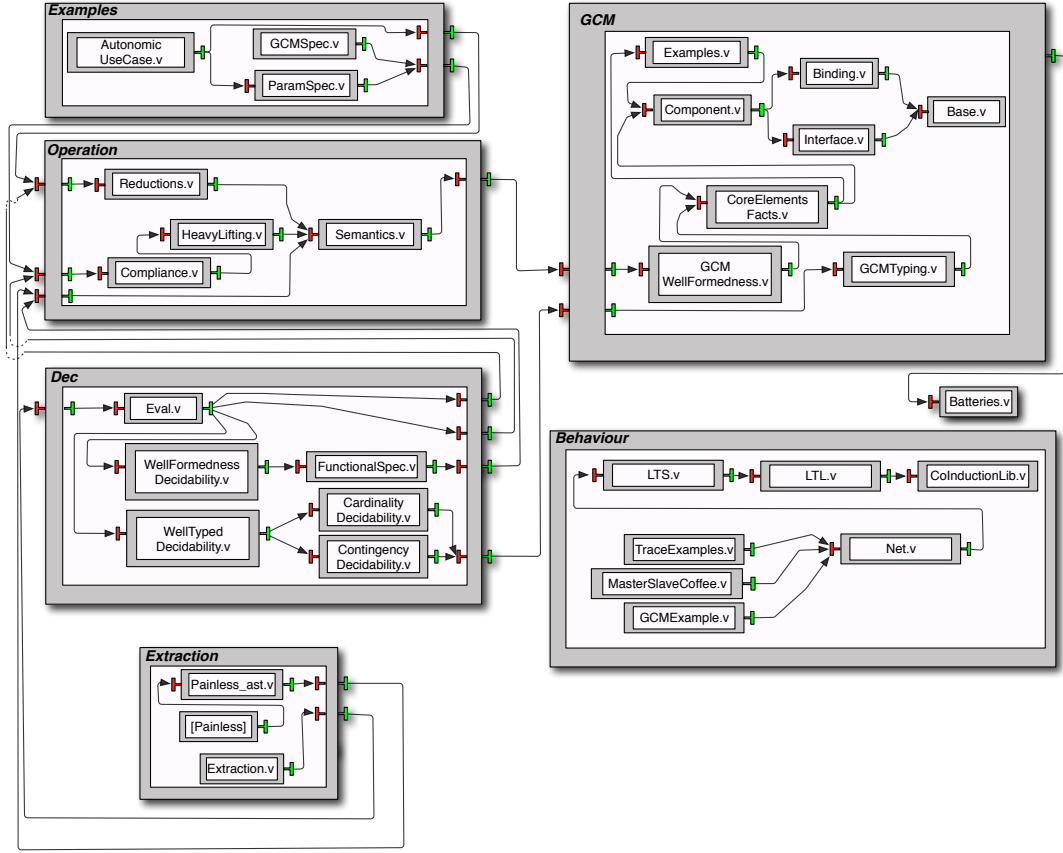 Examples
Autonomic
UseCase.v
GCMSpec.v
ParamSpec.v
Operation
Reductions.v
HeavyLifting.v
Semantics.v
Compliance.v
Dec
Eval.v
WellFormedness
Decidability.v
FunctionalSpec.v
WellTyped
Decidability.v
Cardinality
Decidability.v
Contingency
Decidability.v
Extraction
Painless_ast.v
[Painless]
Extraction.v
GCM
Examples.v
Binding.v
Component.v
Base.v
Interface.v
CoreElements
Facts.v
GCM
WellFormedness.v
GCMTyping.v
Batteries.v
Behaviour
LTS.v
LTL.v
CoInductionLib.v
TraceExamples.v
Net.v
MasterSlaveCoffee.v
GCMExample.v